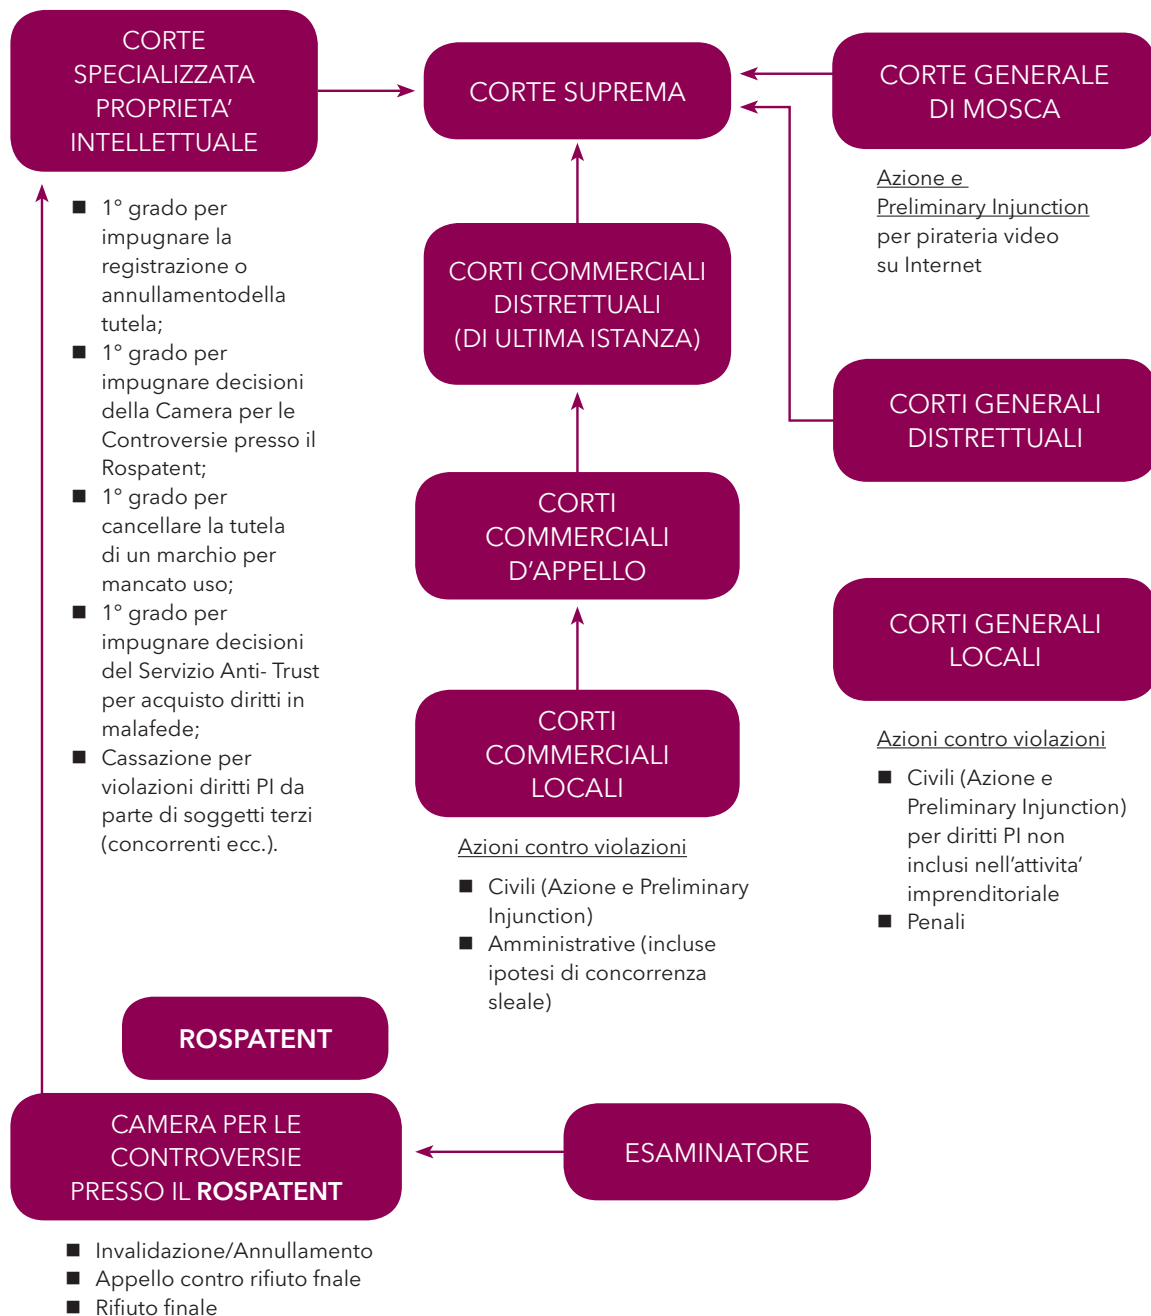 CORTE
SPECIALIZZATA
PROPRIETA’
INTELLETTUALE
CORTE SUPREMA
CORTE GENERALE
DI MOSCA
Azione e
Preliminary Injunction
per pirateria video
su Internet
■ 1° grado per
impugnare la
registrazione o
annullamentodella
tutela;
■ 1° grado per
impugnare decisioni
della Camera per le
Controversie presso il
Rospatent;
■ 1° grado per
cancellare la tutela
di un marchio per
mancato uso;
■ 1° grado per
impugnare decisioni
del Servizio Anti- Trust
per acquisto diritti in
malafede;
■ Cassazione per
violazioni diritti PI da
parte di soggetti terzi
(concorrenti ecc.).
CORTI COMMERCIALI
DISTRETTUALI
(DI ULTIMA ISTANZA)
CORTI GENERALI
DISTRETTUALI
CORTI
COMMERCIALI
D’APPELLO
CORTI GENERALI
LOCALI
CORTI
COMMERCIALI
LOCALI
Azioni contro violazioni
■ Civili (Azione e Preliminary
Injunction)
■ Amministrative (incluse
ipotesi di concorrenza
sleale)
Azioni contro violazioni
■ Civili (Azione e
Preliminary Injunction)
per diritti PI non
inclusi nell’attivita’
imprenditoriale
■ Penali
ROSPATENT
CAMERA PER LE
CONTROVERSIE
PRESSO IL ROSPATENT
ESAMINATORE
■ Invalidazione/Annullamento
■ Appello contro rifiuto fnale
■ Rifiuto finale